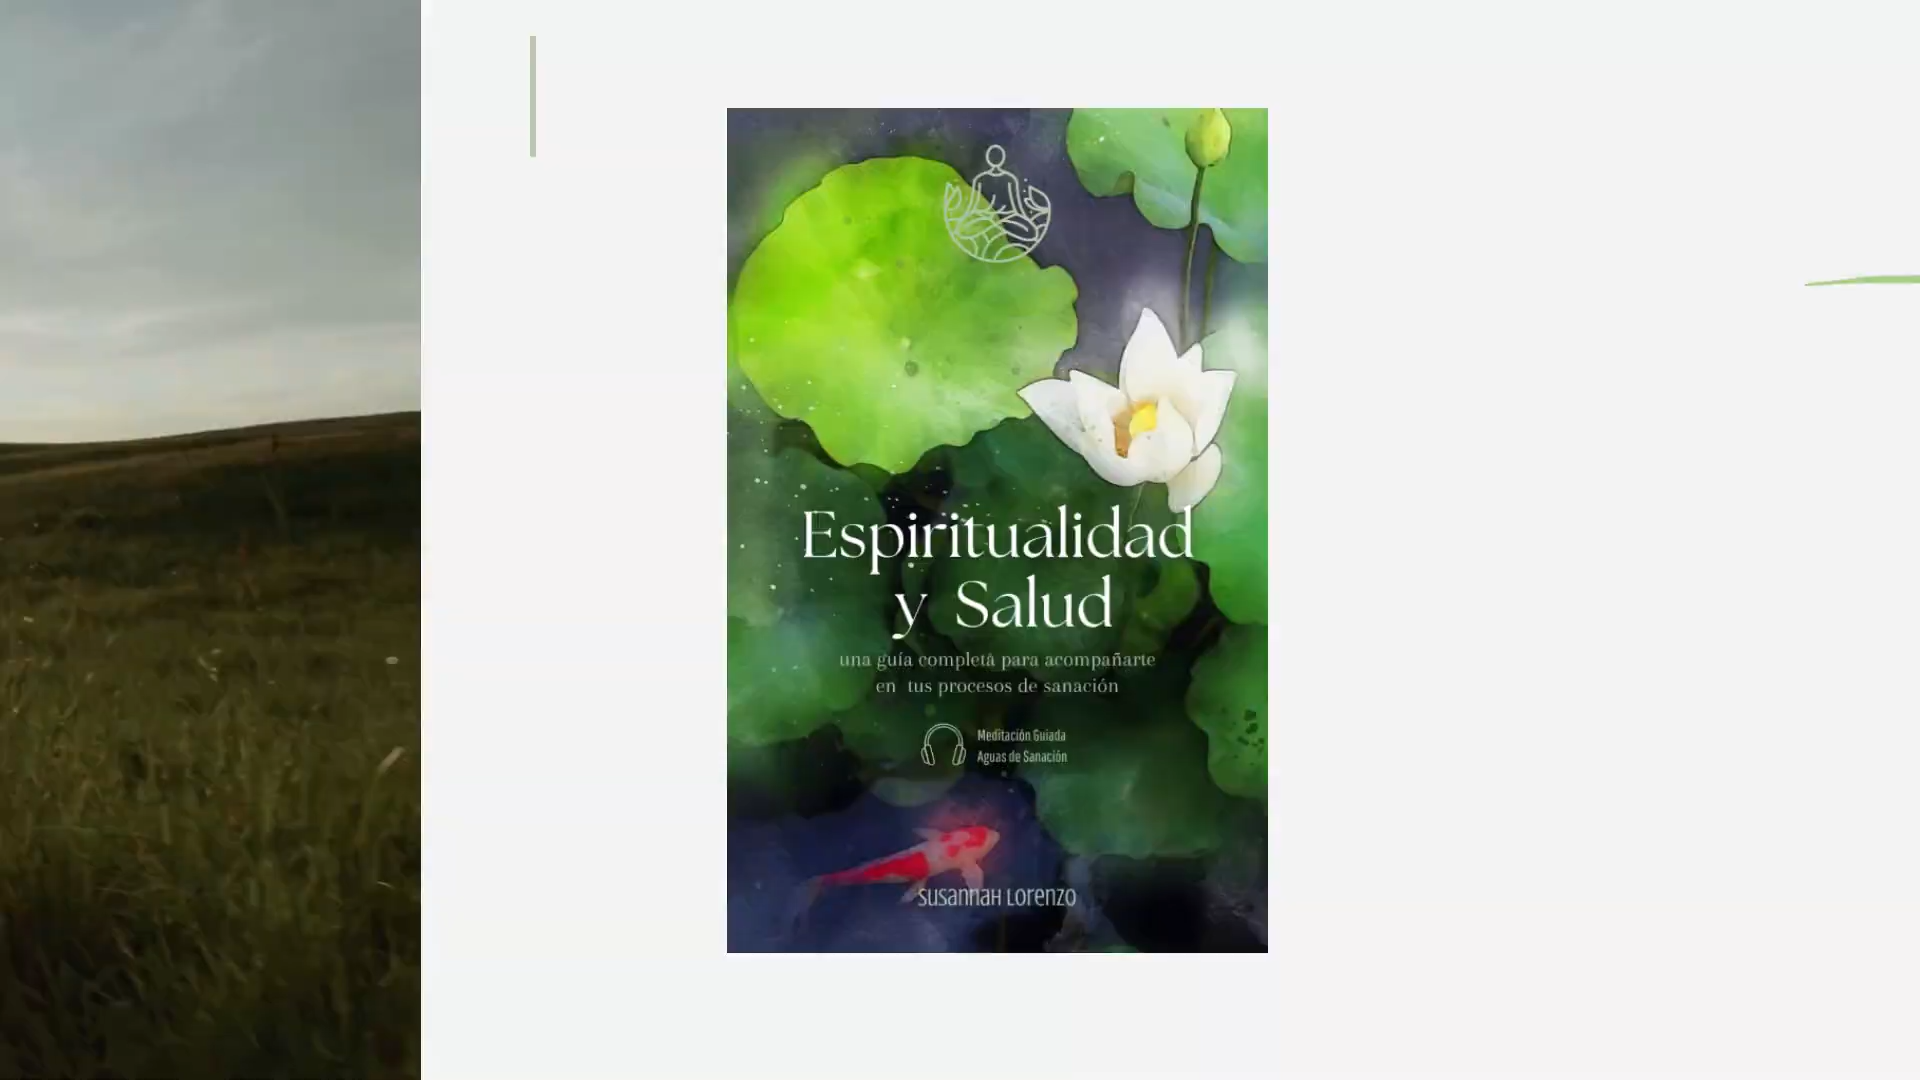 Espiritualidad
y Salud
una guía completa para acompañarte
en tus procesos de sanación
Meditación Guiada
Aguas de Sanación
Susannah Lorenzo